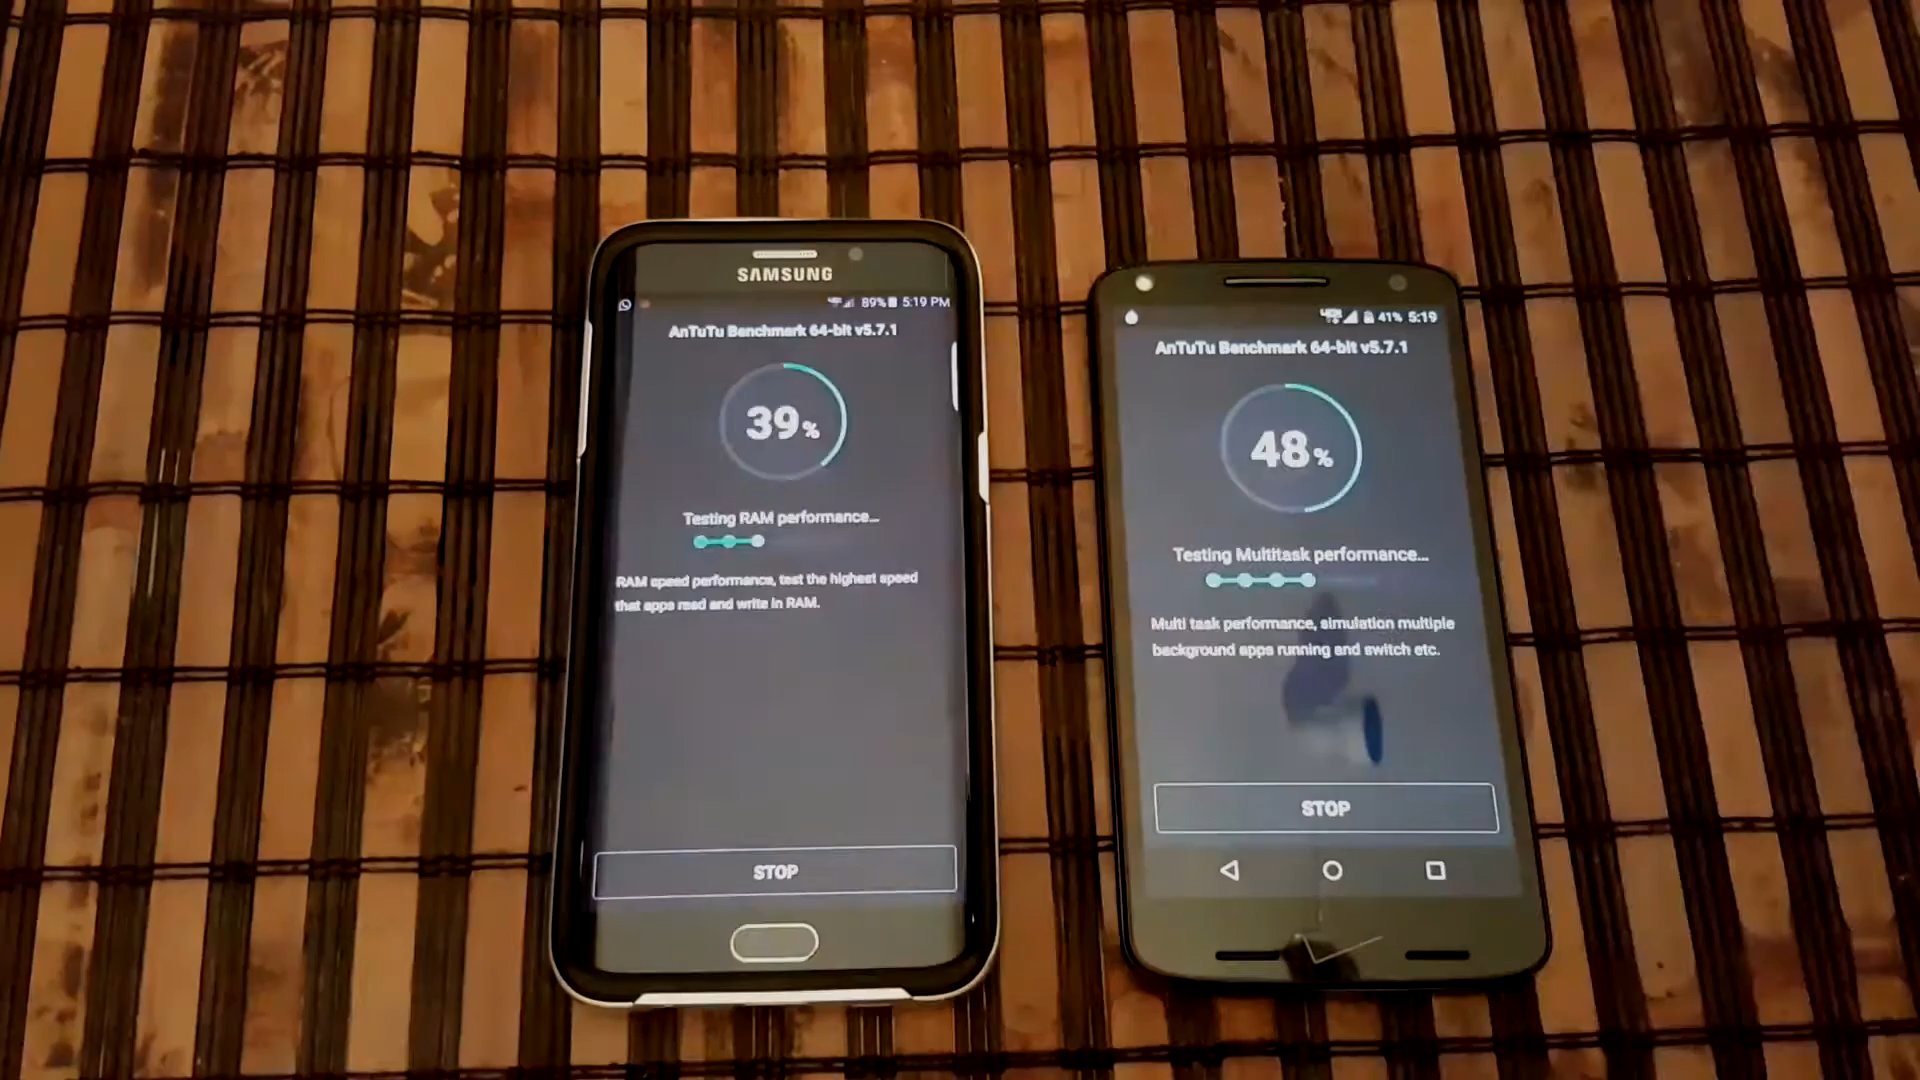 SAMSUNG
89% 5:19 PM
AnTuTu Benchmark 64-bit v5.7.1
39%
Testing RAM performance...
RAM speed performance, test the highest speed
that apps read and write in RAM.
STOP
41% 5:19
AnTuTu Benchmark 64-bit v5.7.1
48%
Testing Multitask performance...
Multi task performance, simulation multiple
background apps running and switch etc.
STOP